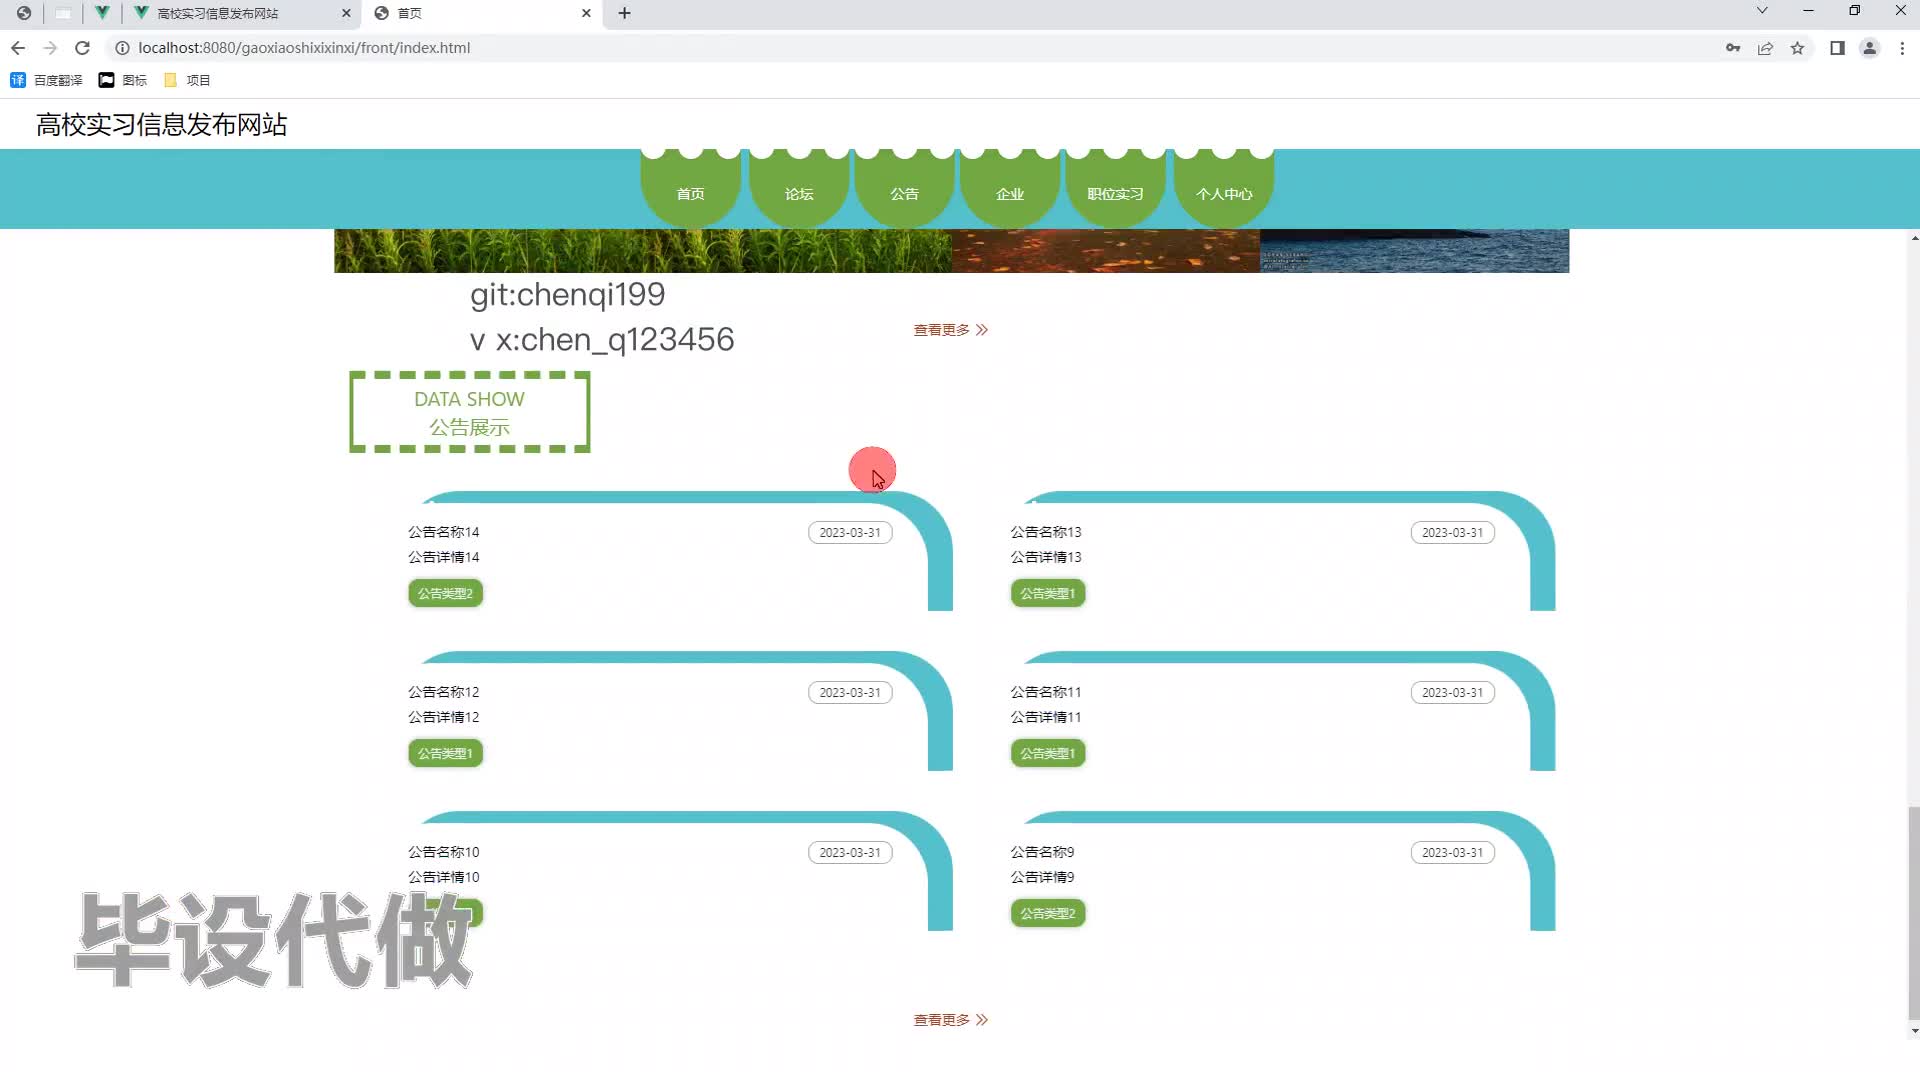 高校实习信息发布网站
首页
localhost:8080/gaoxiaoshixixinxi/front/index.html
译 百度翻译 图标 项目
高校实习信息发布网站
首页 论坛 公告 企业 职位实习 个人中心
git:chenqi199
v x:chen_q123456
查看更多
DATA SHOW
公告展示
公告名称14 2023-03-31
公告详情14
公告类型2
公告名称13 2023-03-31
公告详情13
公告类型1
公告名称12 2023-03-31
公告详情12
公告类型1
公告名称11 2023-03-31
公告详情11
公告类型1
公告名称10 2023-03-31
公告详情10
公告名称9 2023-03-31
公告详情9
公告类型2
毕设代做
查看更多